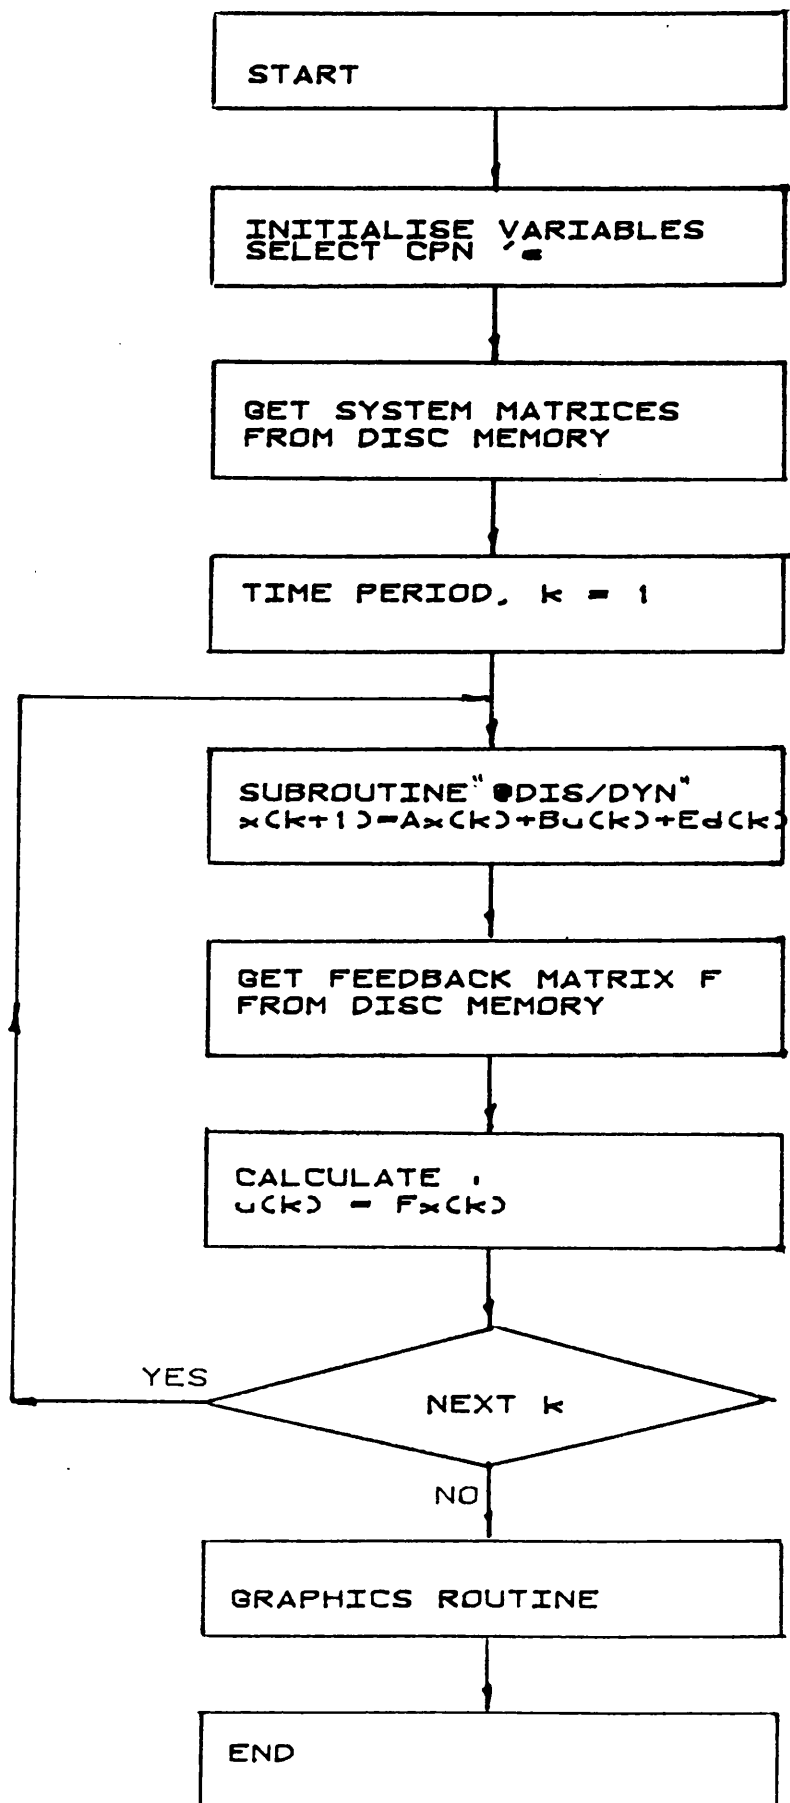 START
INITIALISE VARIABLES
SELECT CPN 's
GET SYSTEM MATRICES
FROM DISC MEMORY
TIME PERIOD, k = 1
SUBROUTINE "@DIS/DYN"
x(k+1)=Ax(k)+Bu(k)+Ed(k)
GET FEEDBACK MATRIX F
FROM DISC MEMORY
CALCULATE ,
u(k) = Fx(k)
YES
NEXT k
NO
GRAPHICS ROUTINE
END